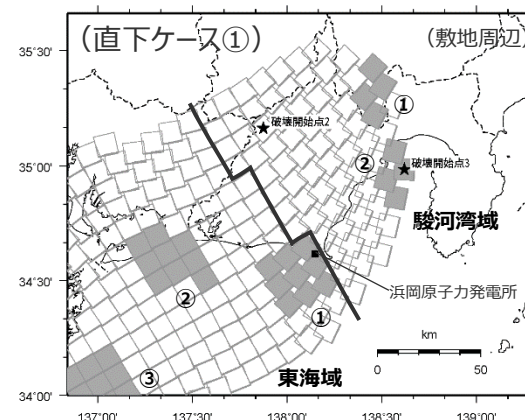 （直下ケース①）
（敷地周辺）
35°30'
①
★破壊開始点2
35°00'
②
★破壊開始点3
駿河湾域
34°30'
浜岡原子力発電所
②
①
km
0 50
③
東海域
34°00'
137°00' 137°30' 138°00' 138°30' 139°00'